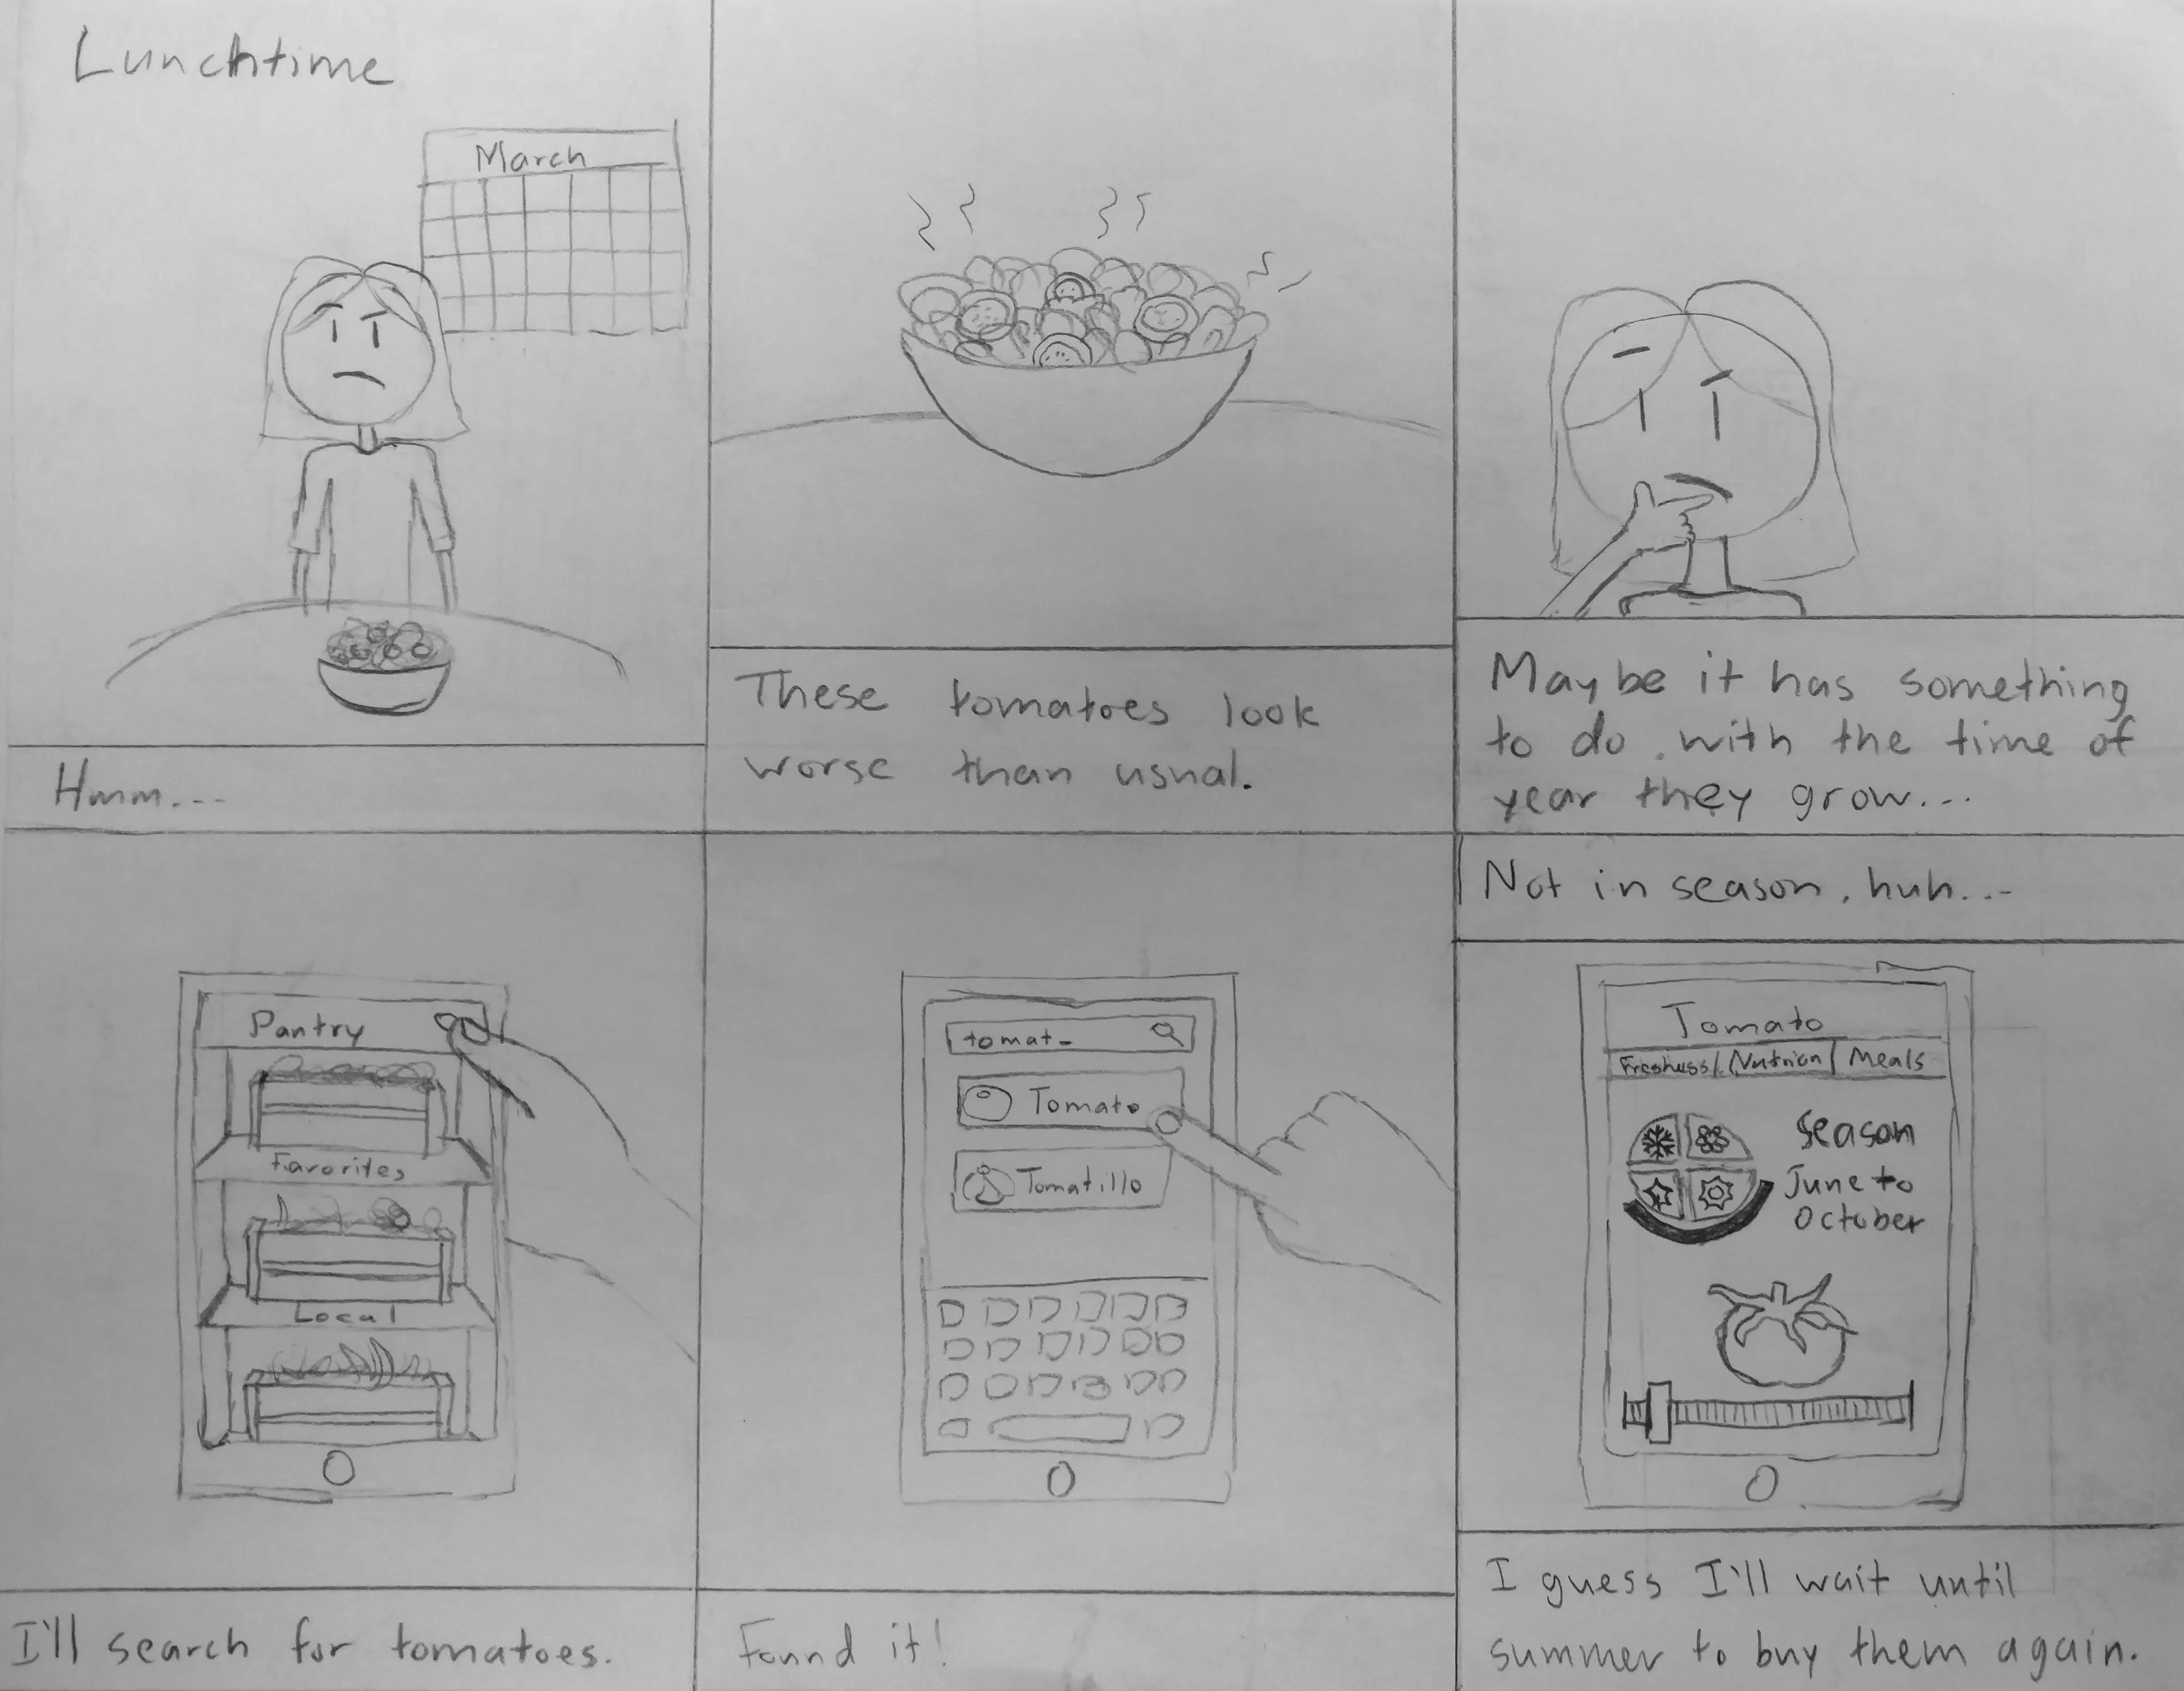 Lunchtime
March
Hmm...
These tomatoes look
worse than usual.
Maybe it has something
to do with the time of
year they grow...
Pantry
Favorites
Local
I'll search for tomatoes.
tomat_
Tomato
Tomatillo
Found it!
Not in season, huh...
Tomato
Freshness / Nutrion | Meals
Season
June to
October
I guess I'll wait until
summer to buy them again.